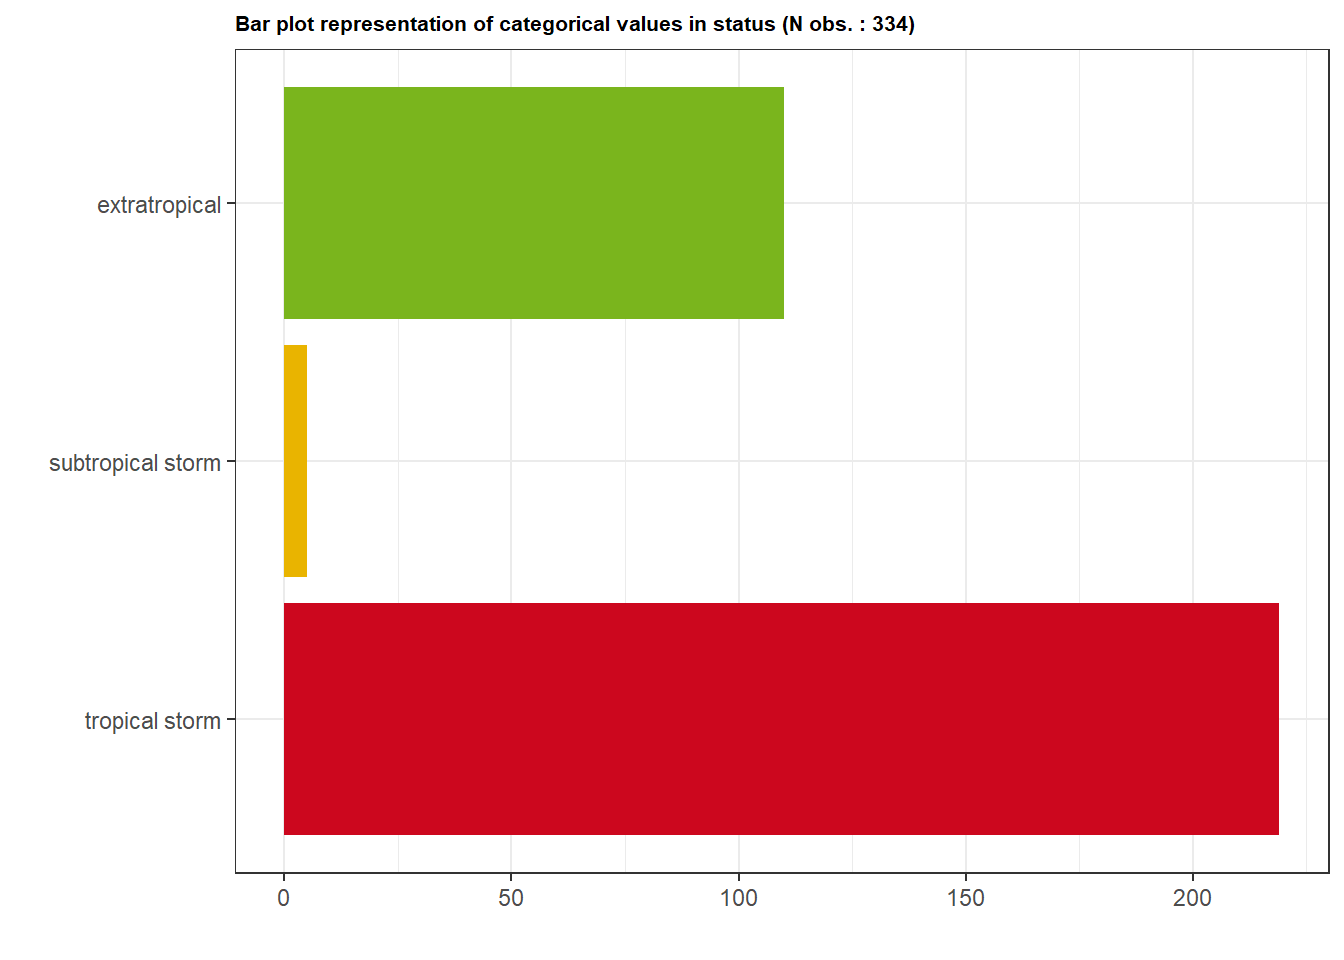 Bar plot representation of categorical values in status (N obs. : 334)
extratropical
subtropical storm
tropical storm
0 50 100 150 200